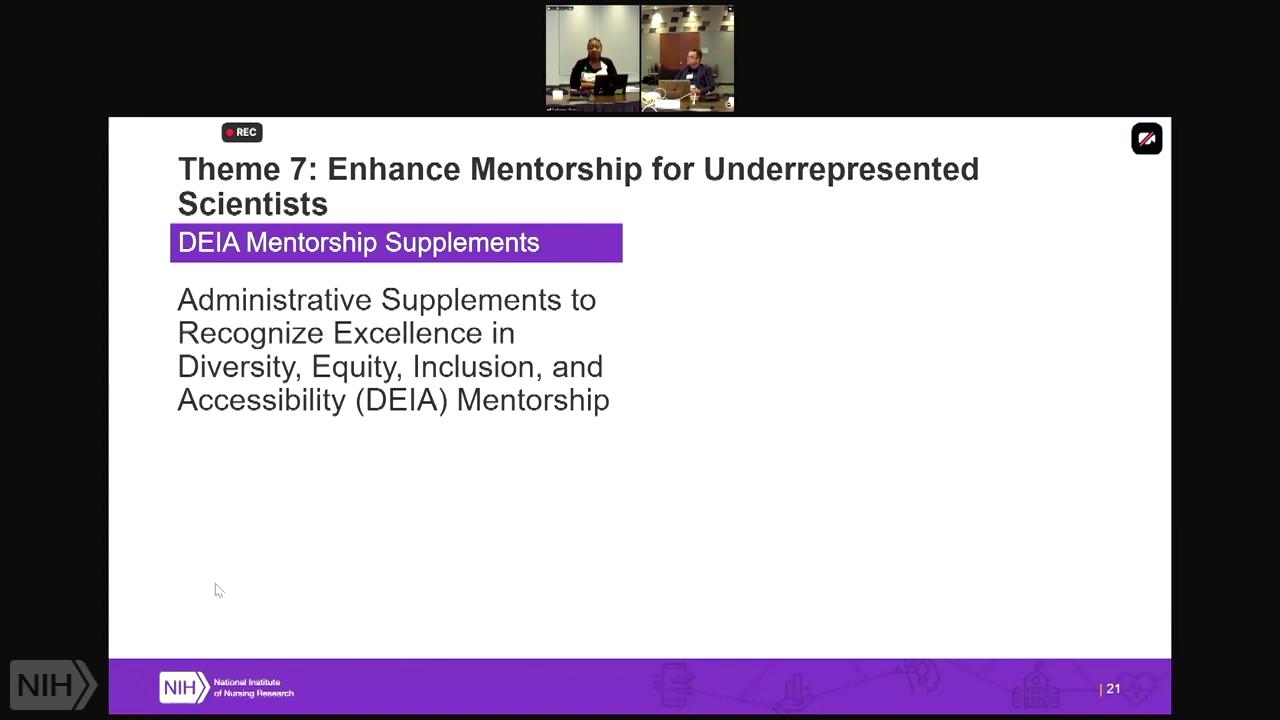 REC
Theme 7: Enhance Mentorship for Underrepresented
Scientists
DEIA Mentorship Supplements
Administrative Supplements to
Recognize Excellence in
Diversity, Equity, Inclusion, and
Accessibility (DEIA) Mentorship
NIH
NIH
National Institute
of Nursing Research
| 21